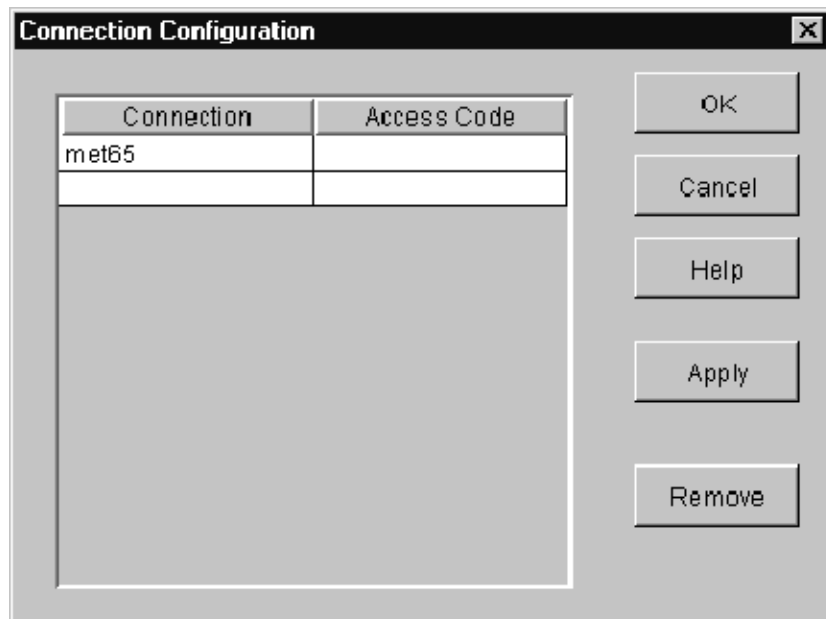 Connection Configuration
Connection Access Code
met65
OK
Cancel
Help
Apply
Remove